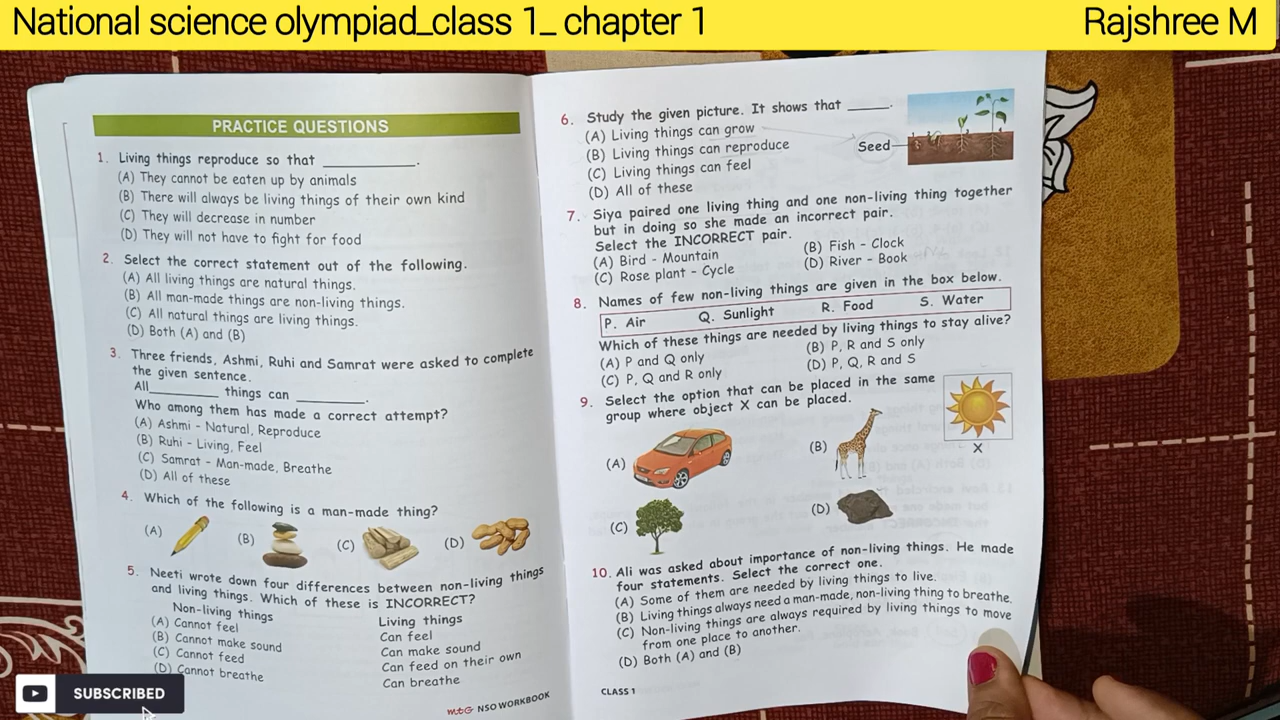 National science olympiad_class 1_ chapter 1
Rajshree M
PRACTICE QUESTIONS
1. Living things reproduce so that ____________.
(A) They cannot be eaten up by animals
(B) There will always be living things of their own kind
(C) They will decrease in number
(D) They will not have to fight for food
2. Select the correct statement out of the following.
(A) All living things are natural things.
(B) All man-made things are non-living things.
(C) All natural things are living things.
(D) Both (A) and (B)
3. Three friends, Ashmi, Ruhi and Samrat were asked to complete
the given sentence.
All__________ things can __________.
Who among them has made a correct attempt?
(A) Ashmi - Natural, Reproduce
(B) Ruhi - Living, Feel
(C) Samrat - Man-made, Breathe
(D) All of these
4. Which of the following is a man-made thing?
(A)
(B)
(C)
(D)
5. Neeti wrote down four differences between non-living things
and living things. Which of these is INCORRECT?
Non-living things Living things
(A) Cannot feel Can feel
(B) Cannot make sound Can make sound
(C) Cannot feed Can feed on their own
(D) Cannot breathe Can breathe
mtG NSO WORKBOOK
6. Study the given picture. It shows that _____.
(A) Living things can grow
(B) Living things can reproduce
(C) Living things can feel
(D) All of these
Seed
7. Siya paired one living thing and one non-living thing together
but in doing so she made an incorrect pair.
Select the INCORRECT pair.
(A) Bird - Mountain (B) Fish - Clock
(C) Rose plant - Cycle (D) River - Book
8. Names of few non-living things are given in the box below.
P. Air Q. Sunlight R. Food S. Water
Which of these things are needed by living things to stay alive?
(A) P and Q only (B) P, R and S only
(C) P, Q and R only (D) P, Q, R and S
9. Select the option that can be placed in the same
group where object X can be placed.
X
(A)
(B)
(C)
(D)
10. Ali was asked about importance of non-living things. He made
four statements. Select the correct one.
(A) Some of them are needed by living things to live.
(B) Living things always need a man-made, non-living thing to breathe.
(C) Non-living things are always required by living things to move
from one place to another.
(D) Both (A) and (B)
CLASS 1
SUBSCRIBED